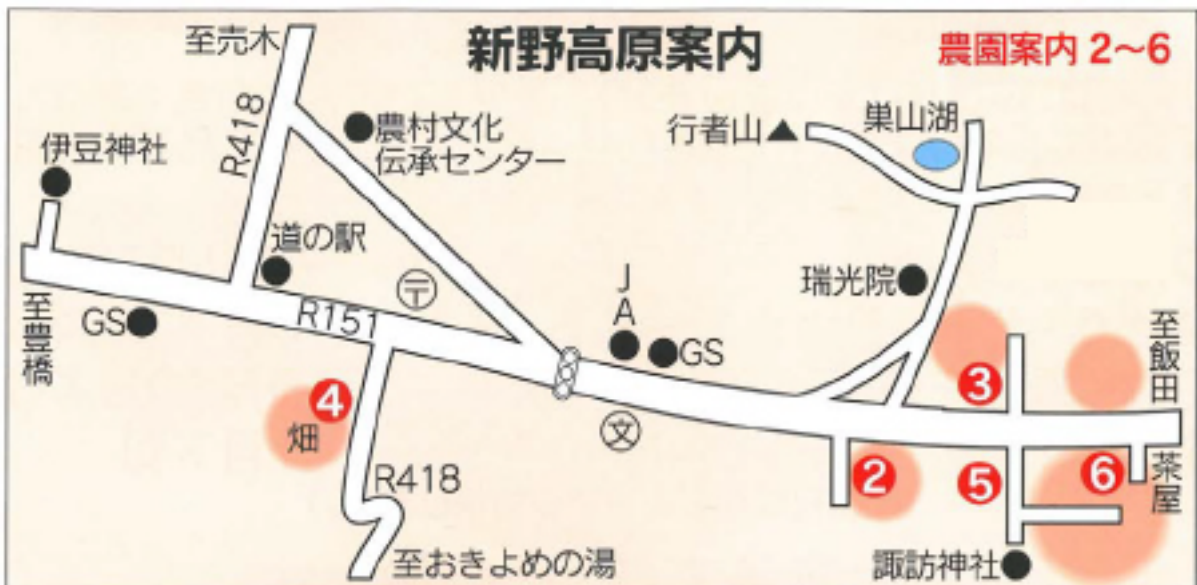 新野高原案内
農園案内 2〜6
至売木
R418
農村文化
伝承センター
行者山
巣山湖
伊豆神社
道の駅
〒
JA
GS
瑞光院
至豊橋
GS
R151
至飯田
3
4
畑
文
2
5
6
茶屋
R418
至おきよめの湯
諏訪神社